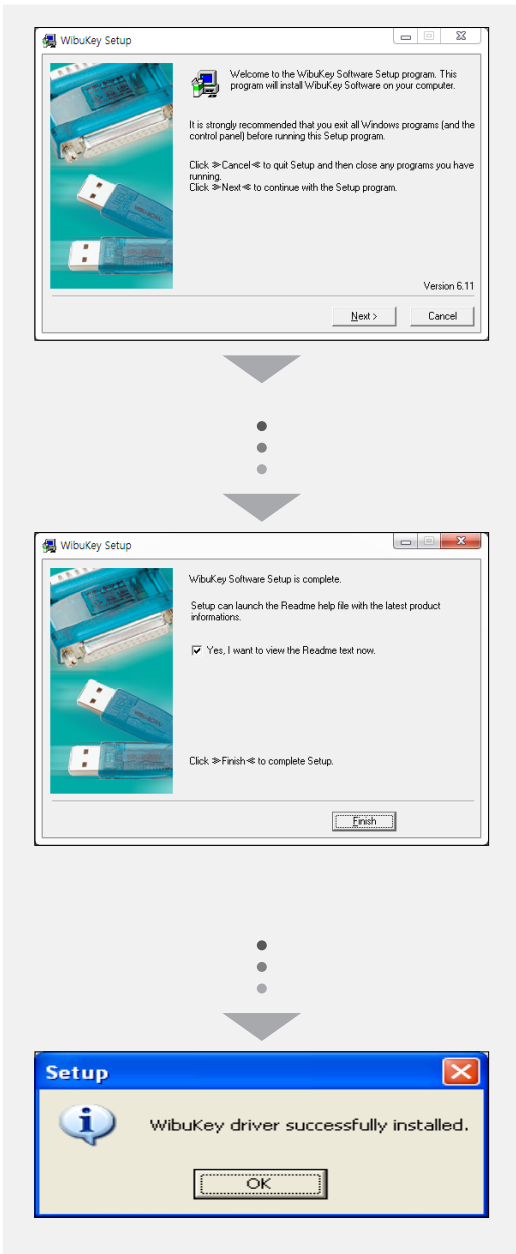 WibuKey Setup
Welcome to the WibuKey Software Setup program. This
program will install WibuKey Software on your computer.
It is strongly recommended that you exit all Windows programs (and the
control panel) before running this Setup program.
Click ≫Cancel≪ to quit Setup and then close any programs you have
running.
Click ≫Next≪ to continue with the Setup program.
Version 6.11
Next >
Cancel
WibuKey Setup
WibuKey Software Setup is complete.
Setup can launch the Readme help file with the latest product
informations.
Yes, I want to view the Readme text now.
Click ≫Finish≪ to complete Setup.
Finish
Setup
WibuKey driver successfully installed.
OK